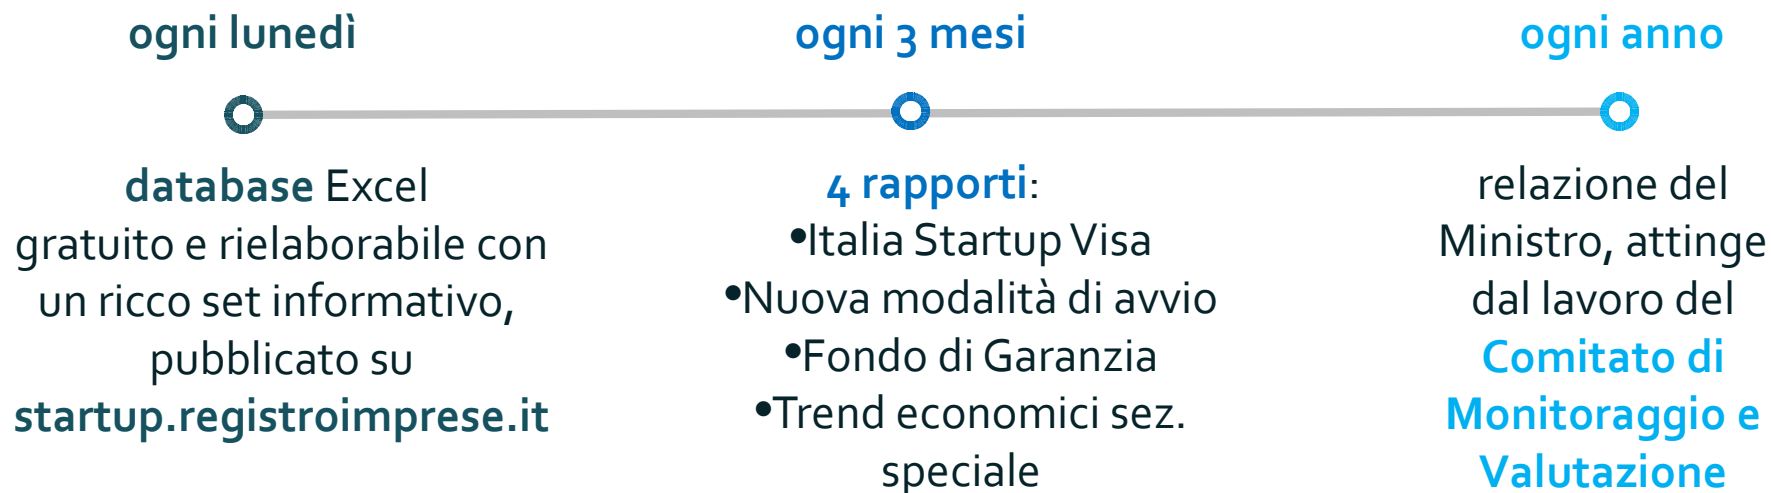 ogni lunedì
database Excel
gratuito e rielaborabile con
un ricco set informativo,
pubblicato su
startup.registroimprese.it
ogni 3 mesi
4 rapporti:
•Italia Startup Visa
•Nuova modalità di avvio
•Fondo di Garanzia
•Trend economici sez.
speciale
ogni anno
relazione del
Ministro, attinge
dal lavoro del
Comitato di
Monitoraggio e
Valutazione